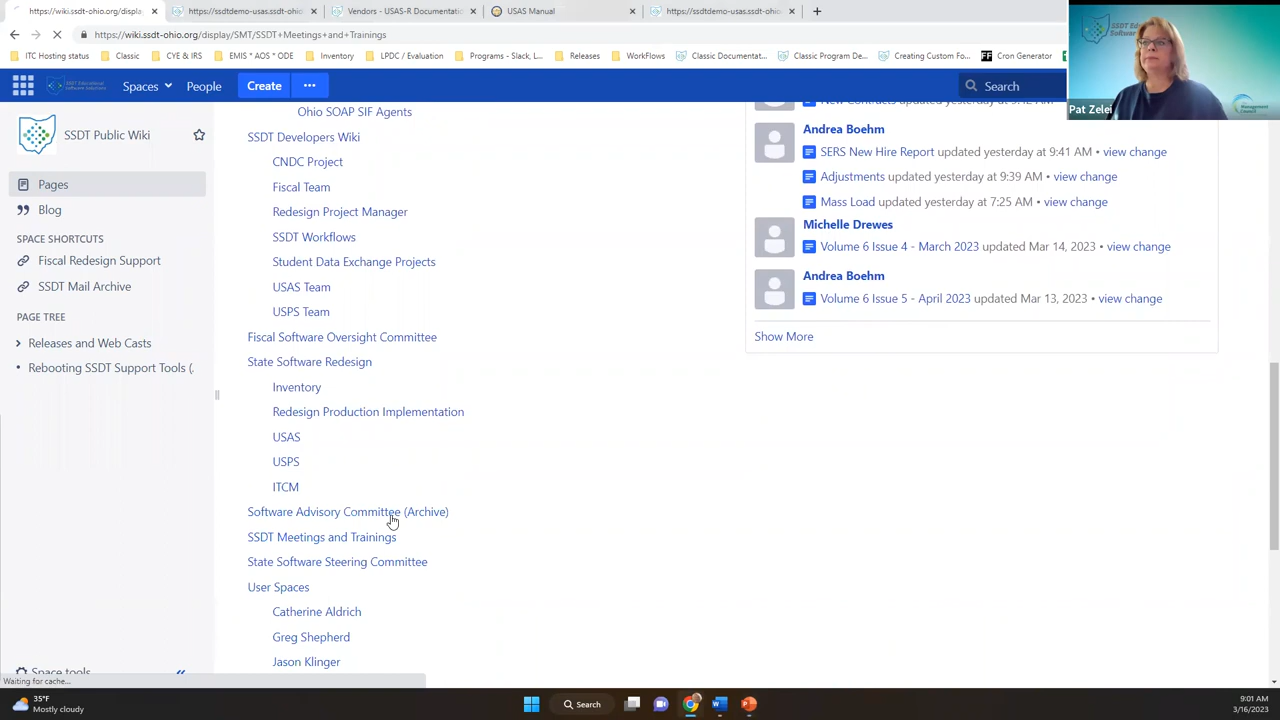 https://wiki.ssdt-ohio.org/displa
https://ssdtdemo-usas.ssdt-ohio
Vendors - USAS-R Documentatio
USAS Manual
https://ssdtdemo-usas.ssdt-ohio
https://wiki.ssdt-ohio.org/display/SMT/SSDT+Meetings+and+Trainings
ITC Hosting status
Classic
CYE & IRS
EMIS * AOS * ODE
Inventory
LPDC / Evaluation
Programs - Slack, L...
Releases
WorkFlows
Classic Documentat...
Classic Program De...
Creating Custom Fo...
Cron Generator
Spaces
People
Create
Search
Pat Zelei
SSDT Public Wiki
Pages
Blog
SPACE SHORTCUTS
Fiscal Redesign Support
SSDT Mail Archive
PAGE TREE
Releases and Web Casts
Rebooting SSDT Support Tools (.
Space tools
Ohio SOAP SIF Agents
SSDT Developers Wiki
CNDC Project
Fiscal Team
Redesign Project Manager
SSDT Workflows
Student Data Exchange Projects
USAS Team
USPS Team
Fiscal Software Oversight Committee
State Software Redesign
Inventory
Redesign Production Implementation
USAS
USPS
ITCM
Software Advisory Committee (Archive)
SSDT Meetings and Trainings
State Software Steering Committee
User Spaces
Catherine Aldrich
Greg Shepherd
Jason Klinger
New Contracts updated yesterday at 9:42 AM
Andrea Boehm
SERS New Hire Report updated yesterday at 9:41 AM • view change
Adjustments updated yesterday at 9:39 AM • view change
Mass Load updated yesterday at 7:25 AM • view change
Michelle Drewes
Volume 6 Issue 4 - March 2023 updated Mar 14, 2023 • view change
Andrea Boehm
Volume 6 Issue 5 - April 2023 updated Mar 13, 2023 • view change
Show More
Waiting for cache...
35°F
Mostly cloudy
Search
9:01 AM
3/16/2023